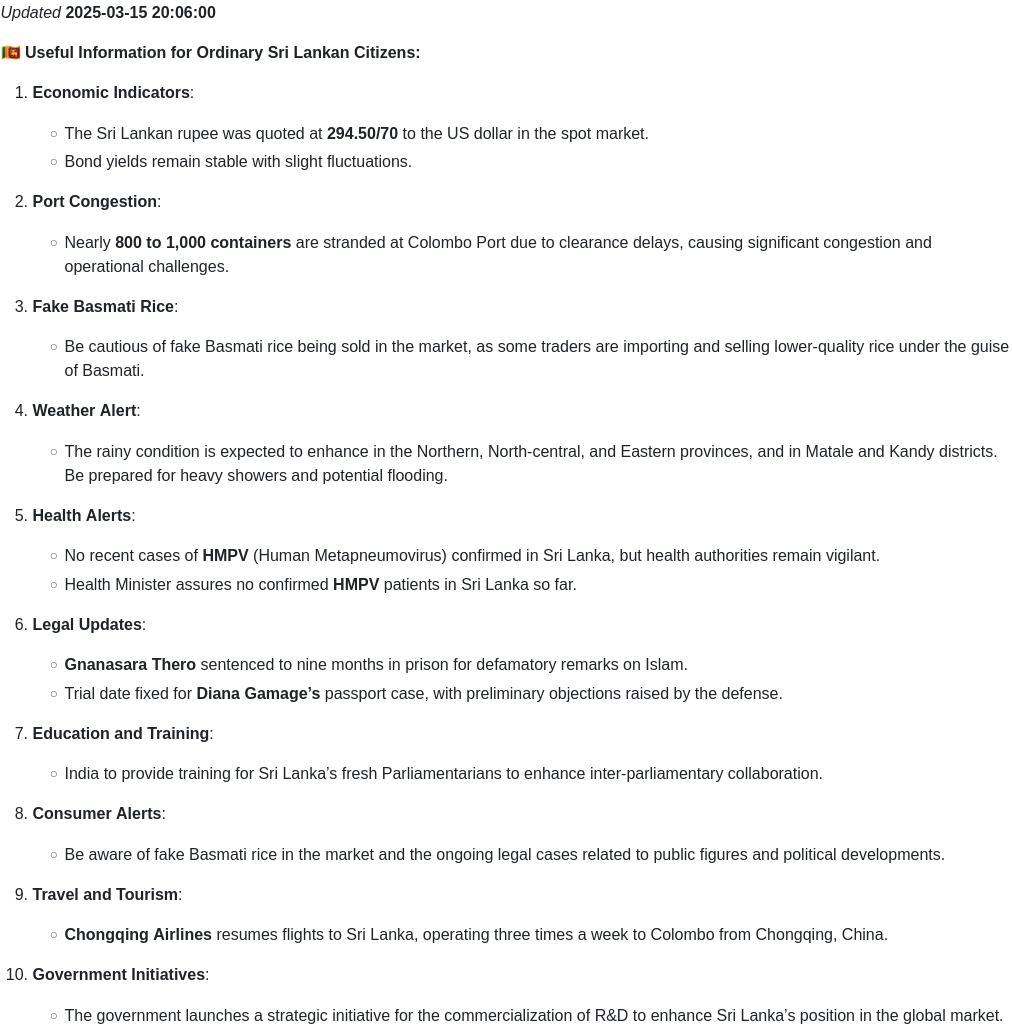 Updated 2025-03-15 20:06:00
🇱🇰 Useful Information for Ordinary Sri Lankan Citizens:
1. Economic Indicators:
○ The Sri Lankan rupee was quoted at 294.50/70 to the US dollar in the spot market.
○ Bond yields remain stable with slight fluctuations.
2. Port Congestion:
○ Nearly 800 to 1,000 containers are stranded at Colombo Port due to clearance delays, causing significant congestion and
operational challenges.
3. Fake Basmati Rice:
○ Be cautious of fake Basmati rice being sold in the market, as some traders are importing and selling lower-quality rice under the guise
of Basmati.
4. Weather Alert:
○ The rainy condition is expected to enhance in the Northern, North-central, and Eastern provinces, and in Matale and Kandy districts.
Be prepared for heavy showers and potential flooding.
5. Health Alerts:
○ No recent cases of HMPV (Human Metapneumovirus) confirmed in Sri Lanka, but health authorities remain vigilant.
○ Health Minister assures no confirmed HMPV patients in Sri Lanka so far.
6. Legal Updates:
○ Gnanasara Thero sentenced to nine months in prison for defamatory remarks on Islam.
○ Trial date fixed for Diana Gamage’s passport case, with preliminary objections raised by the defense.
7. Education and Training:
○ India to provide training for Sri Lanka’s fresh Parliamentarians to enhance inter-parliamentary collaboration.
8. Consumer Alerts:
○ Be aware of fake Basmati rice in the market and the ongoing legal cases related to public figures and political developments.
9. Travel and Tourism:
○ Chongqing Airlines resumes flights to Sri Lanka, operating three times a week to Colombo from Chongqing, China.
10. Government Initiatives:
○ The government launches a strategic initiative for the commercialization of R&D to enhance Sri Lanka’s position in the global market.